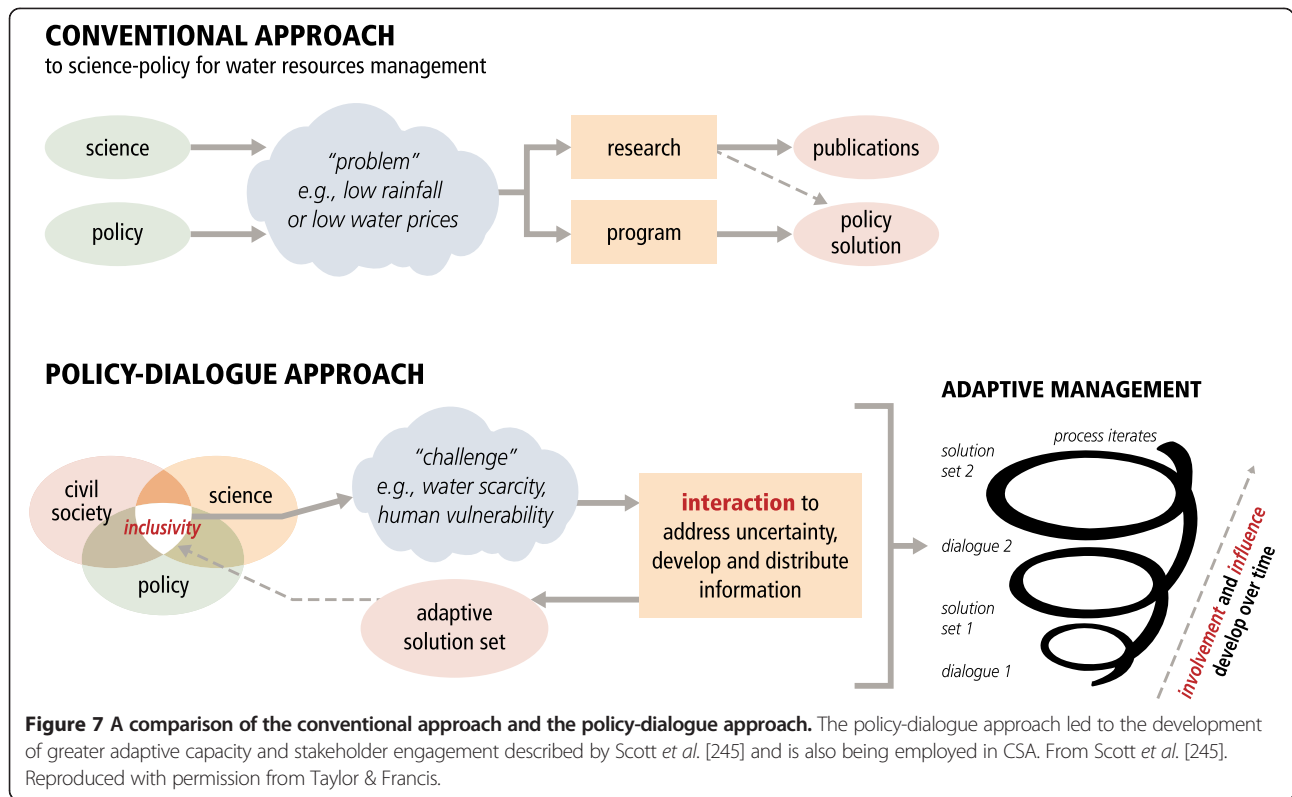 CONVENTIONAL APPROACH
to science-policy for water resources management
science
policy
“problem”
e.g., low rainfall
or low water prices
research
program
publications
policy
solution
POLICY-DIALOGUE APPROACH
civil
society
science
inclusivity
policy
“challenge”
e.g., water scarcity,
human vulnerability
interaction to
address uncertainty,
develop and distribute
information
adaptive
solution set
ADAPTIVE MANAGEMENT
process iterates
solution
set 2
dialogue 2
solution
set 1
dialogue 1
involvement and influence
develop over time
Figure 7 A comparison of the conventional approach and the policy-dialogue approach. The policy-dialogue approach led to the development
of greater adaptive capacity and stakeholder engagement described by Scott et al. [245] and is also being employed in CSA. From Scott et al. [245].
Reproduced with permission from Taylor & Francis.